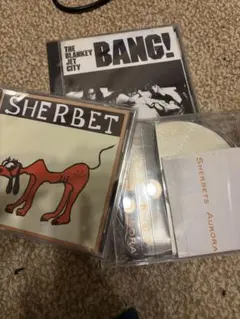 THE
BLANKEY
JET
CITY
BANG!
SHERBET
SHERBETS AURORA